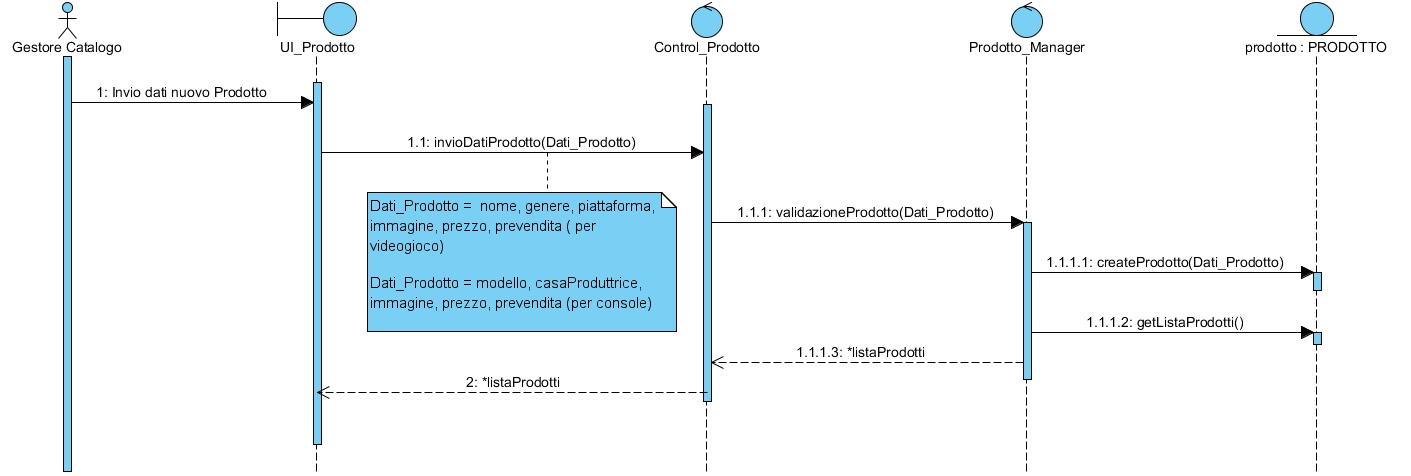 Gestore Catalogo
UI_Prodotto
Control_Prodotto
Prodotto_Manager
prodotto : PRODOTTO
1: Invio dati nuovo Prodotto
1.1: invioDatiProdotto(Dati_Prodotto)
Dati_Prodotto = nome, genere, piattaforma,
immagine, prezzo, prevendita ( per
videogioco)
Dati_Prodotto = modello, casaProduttrice,
immagine, prezzo, prevendita (per console)
1.1.1: validazioneProdotto(Dati_Prodotto)
1.1.1.1: createProdotto(Dati_Prodotto)
1.1.1.2: getListaProdotti()
1.1.1.3: *listaProdotti
2: *listaProdotti